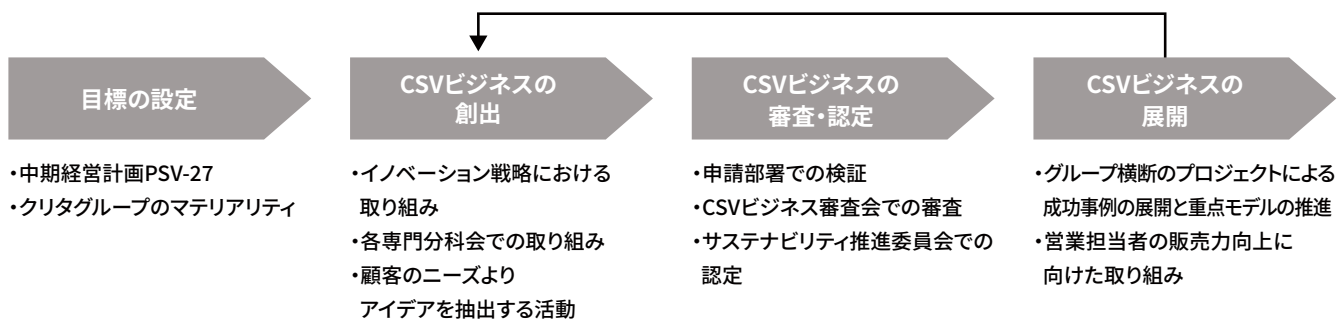 目標の設定
・中期経営計画PSV-27
・クリタグループのマテリアリティ
CSVビジネスの
創出
・イノベーション戦略における
取り組み
・各専門分科会での取り組み
・顧客のニーズより
アイデアを抽出する活動
CSVビジネスの
審査・認定
・申請部署での検証
・CSVビジネス審査会での審査
・サステナビリティ推進委員会での
認定
CSVビジネスの
展開
・グループ横断のプロジェクトによる
成功事例の展開と重点モデルの推進
・営業担当者の販売力向上に
向けた取り組み